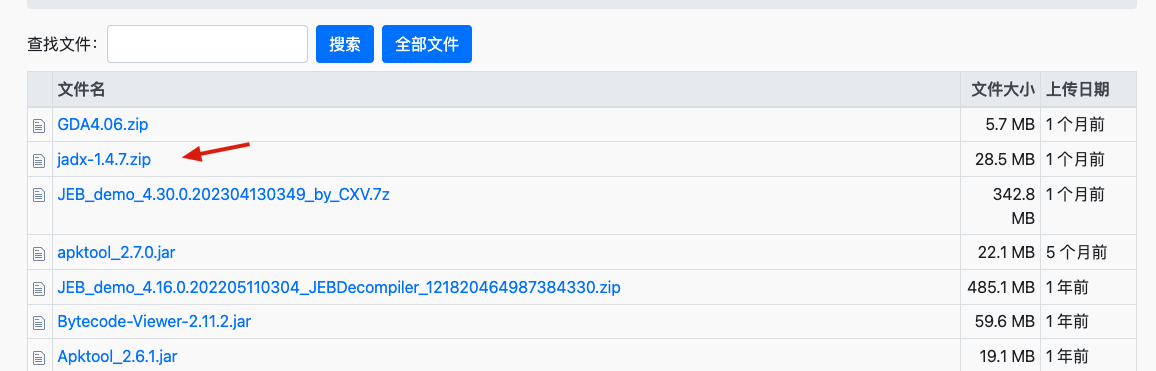 查找文件： 搜索 全部文件
文件名 文件大小 上传日期
GDA4.06.zip 5.7 MB 1 个月前
jadx-1.4.7.zip 28.5 MB 1 个月前
JEB_demo_4.30.0.202304130349_by_CXV.7z 342.8 1 个月前
MB
apktool_2.7.0.jar 22.1 MB 5 个月前
JEB_demo_4.16.0.202205110304_JEBDecompiler_121820464987384330.zip 485.1 MB 1 年前
Bytecode-Viewer-2.11.2.jar 59.6 MB 1 年前
Apktool_2.6.1.jar 19.1 MB 1 年前